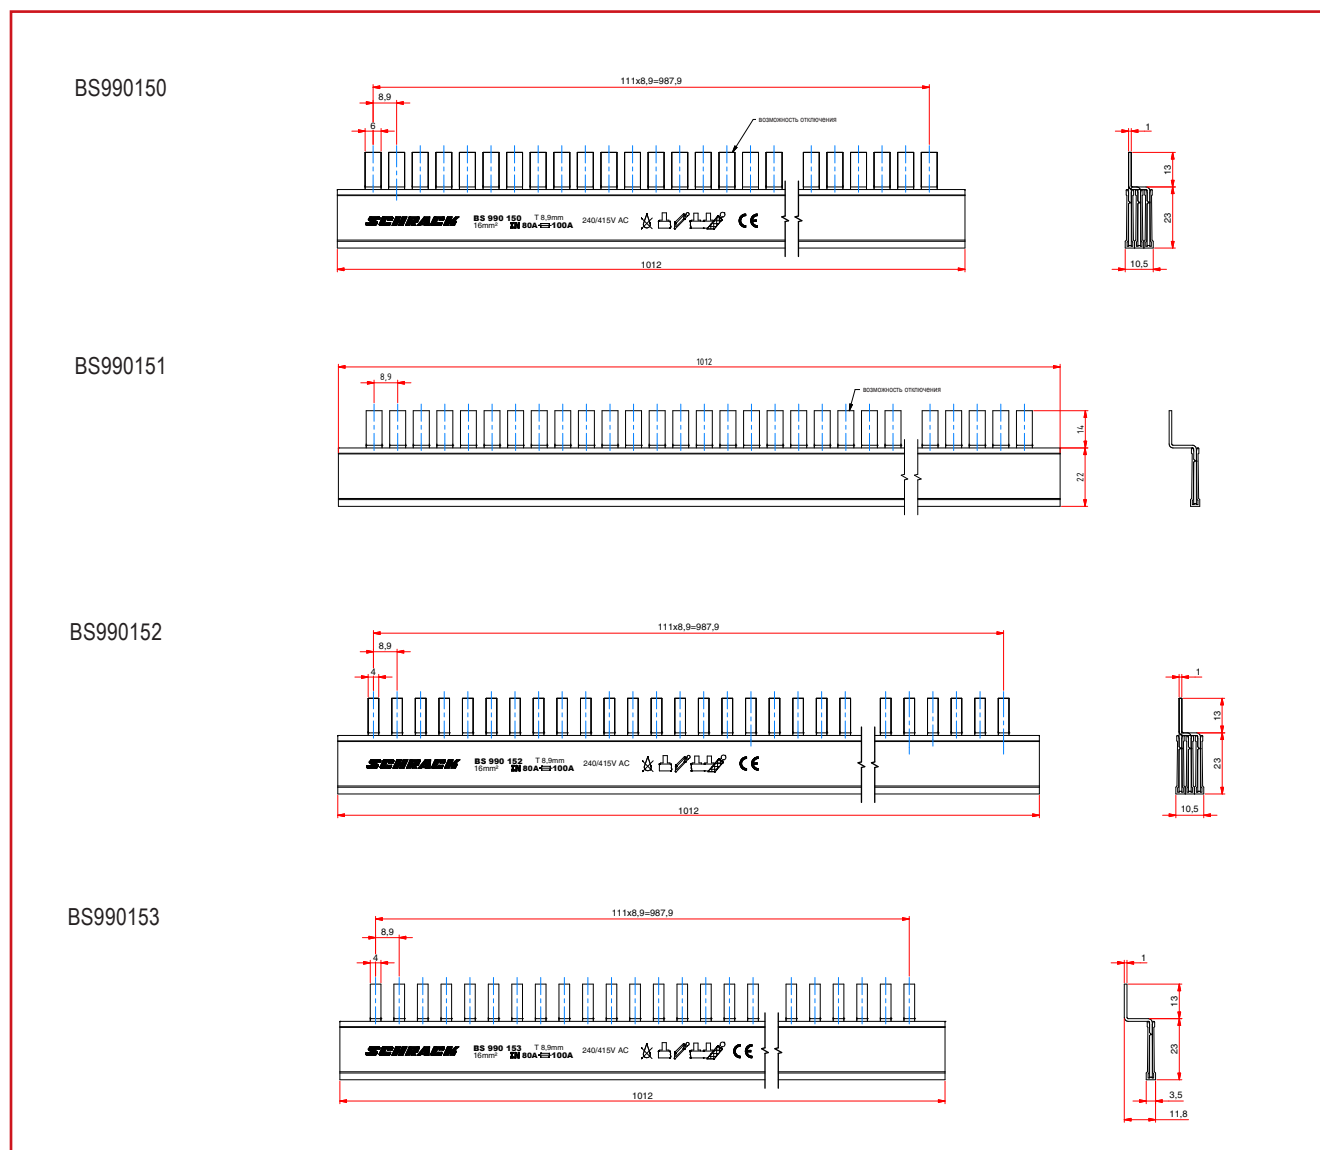 BS990150
111x8,9=987,9
8,9
6
возможность отключения
1
13
23
10,5
SCHRACK BS 990 150 T 8,9mm 240/415V AC CE
16mm² IN 80A 100A
1012
BS990151
1012
8,9
возможность отключения
14
22
BS990152
111x8,9=987,9
8,9
4
1
13
23
10,5
SCHRACK BS 990 152 T 8,9mm 240/415V AC CE
16mm² IN 80A 100A
1012
BS990153
111x8,9=987,9
8,9
4
1
13
23
3,5
11,8
SCHRACK BS 990 153 T 8,9mm 240/415V AC CE
16mm² IN 80A 100A
1012